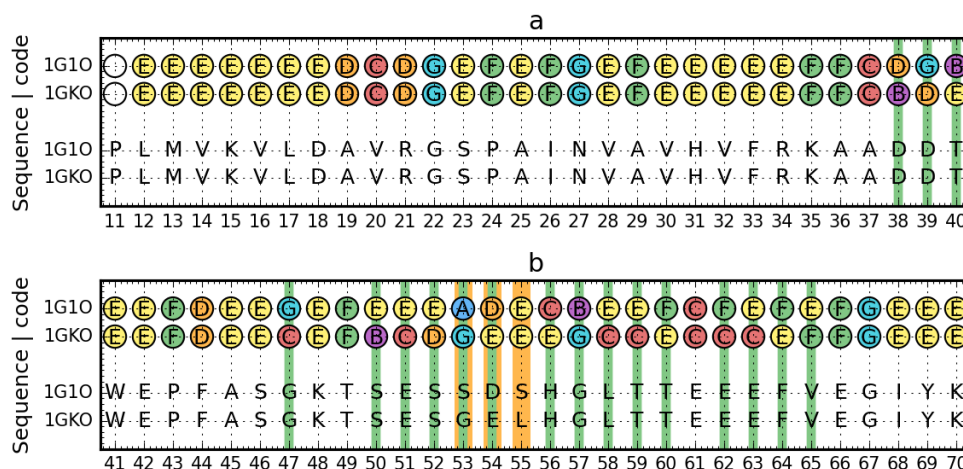 a
Sequence | code
1G1O E E E E E E E D C D G E F E F G E F E E E E E F F C D G B
1GKO E E E E E E E D C D G E F E F G E F E E E E E F F C B D E
1G1O P L M V K V L D A V R G S P A I N V A V H V F R K A A D D T
1GKO P L M V K V L D A V R G S P A I N V A V H V F R K A A D D T
11 12 13 14 15 16 17 18 19 20 21 22 23 24 25 26 27 28 29 30 31 32 33 34 35 36 37 38 39 40
b
Sequence | code
1G1O E E F D E E G E F E E E A D E C B E E F C F E F E F G E E E
1GKO E E F D E E C E F B C D G E E E G C C E C C C E F F G E E E
1G1O W E P F A S G K T S E S S D S H G L T T E E E F V E G I Y K
1GKO W E P F A S G K T S E S G E L H G L T T E E E F V E G I Y K
41 42 43 44 45 46 47 48 49 50 51 52 53 54 55 56 57 58 59 60 61 62 63 64 65 66 67 68 69 70